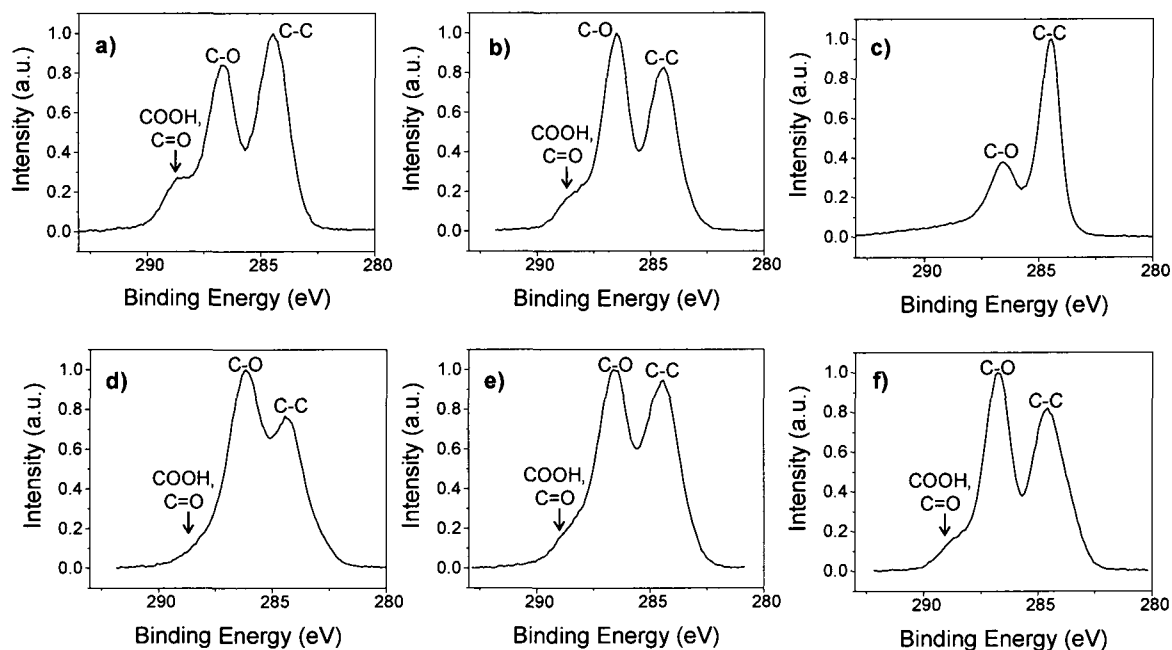 a)
C-C
C-O
COOH,
C=O
Intensity (a.u.)
1.0
0.8
0.6
0.4
0.2
0.0
290
285
280
Binding Energy (eV)
b)
C-O
C-C
COOH,
C=O
Intensity (a.u.)
1.0
0.8
0.6
0.4
0.2
0.0
290
285
280
Binding Energy (eV)
c)
C-C
C-O
Intensity (a.u.)
1.0
0.8
0.6
0.4
0.2
0.0
290
285
280
Binding Energy (eV)
d)
C-O
C-C
COOH,
C=O
Intensity (a.u.)
1.0
0.8
0.6
0.4
0.2
0.0
290
285
280
Binding Energy (eV)
e)
C-O
C-C
COOH,
C=O
Intensity (a.u.)
1.0
0.8
0.6
0.4
0.2
0.0
290
285
280
Binding Energy (eV)
f)
C-O
C-C
COOH,
C=O
Intensity (a.u.)
1.0
0.8
0.6
0.4
0.2
0.0
290
285
280
Binding Energy (eV)